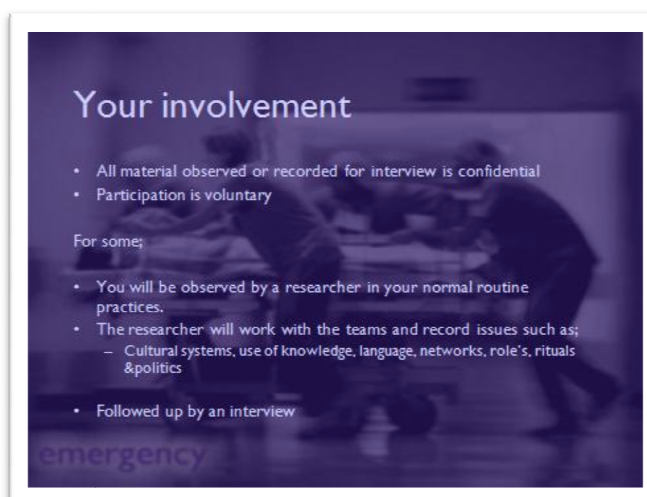 Your involvement
• All material observed or recorded for interview is confidential
• Participation is voluntary
For some;
• You will be observed by a researcher in your normal routine
practices.
• The researcher will work with the teams and record issues such as;
– Cultural systems, use of knowledge, language, networks, role's, rituals
&politics
• Followed up by an interview
emergency